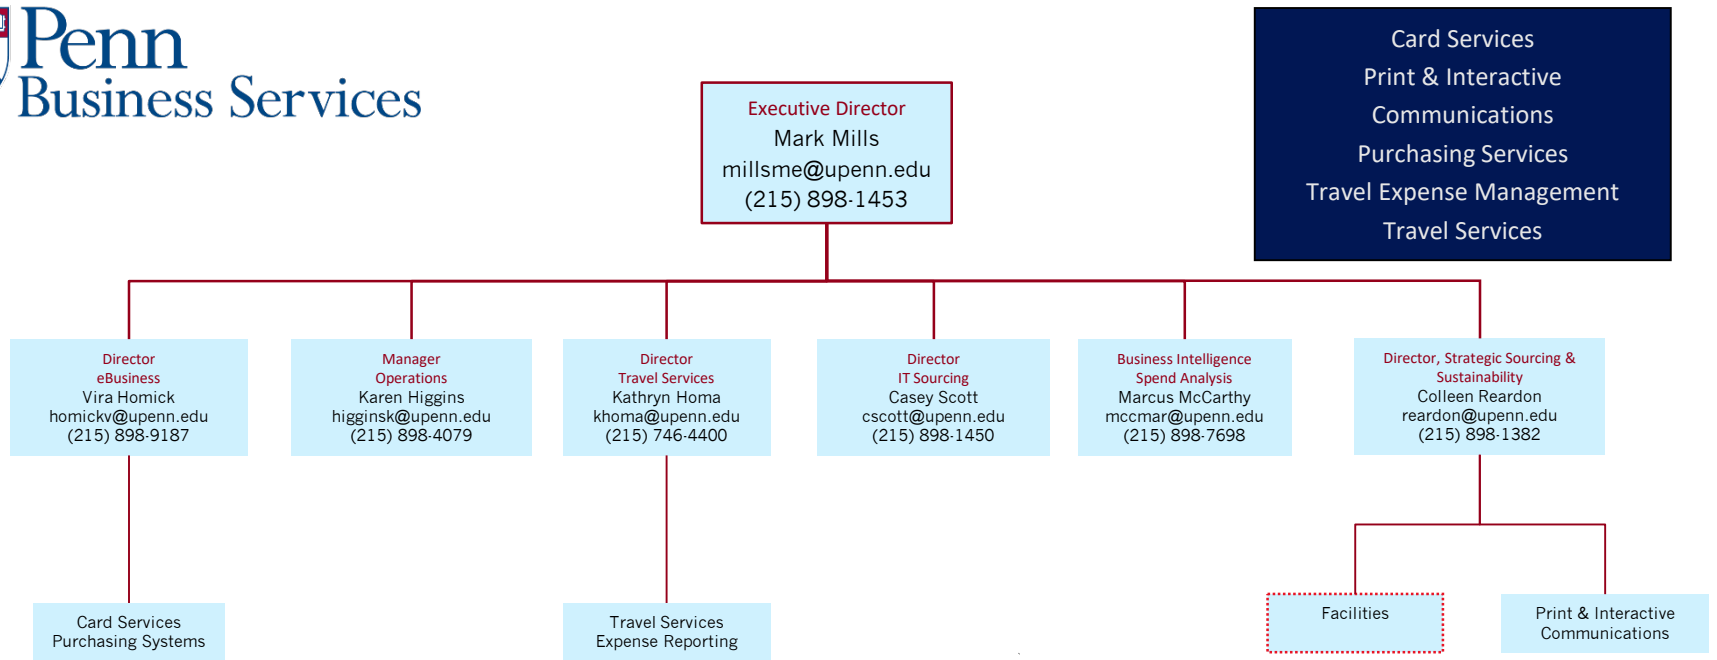 Penn
Business Services
Card Services
Print & Interactive
Communications
Purchasing Services
Travel Expense Management
Travel Services
Executive Director
Mark Mills
millsme@upenn.edu
(215) 898-1453
Director
eBusiness
Vira Homick
homickv@upenn.edu
(215) 898-9187
Manager
Operations
Karen Higgins
higginsk@upenn.edu
(215) 898-4079
Director
Travel Services
Kathryn Homa
khoma@upenn.edu
(215) 746-4400
Director
IT Sourcing
Casey Scott
cscott@upenn.edu
(215) 898-1450
Business Intelligence
Spend Analysis
Marcus McCarthy
mccmar@upenn.edu
(215) 898-7698
Director, Strategic Sourcing &
Sustainability
Colleen Reardon
reardon@upenn.edu
(215) 898-1382
Card Services
Purchasing Systems
Travel Services
Expense Reporting
Facilities
Print & Interactive
Communications